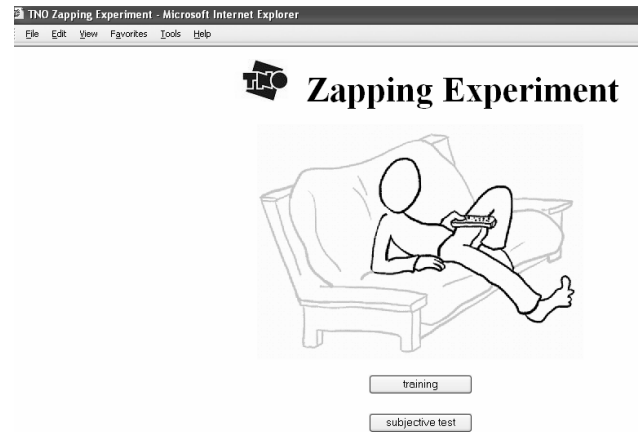 TNO Zapping Experiment - Microsoft Internet Explorer
File Edit View Favorites Tools Help
TNO Zapping Experiment
training
subjective test